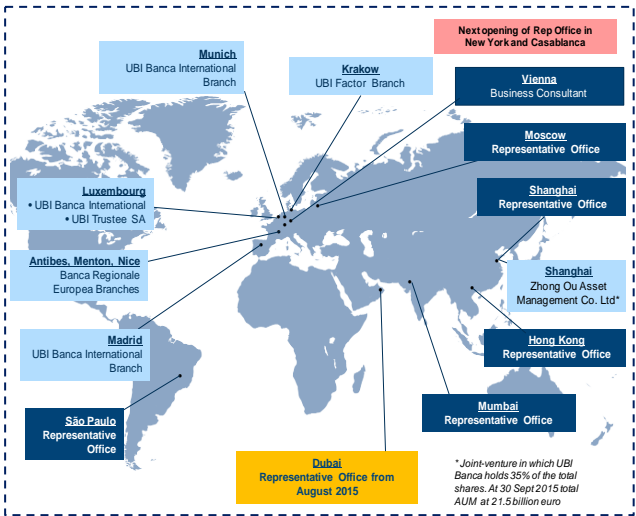 Next opening of Rep Office in
New York and Casablanca
Munich
UBI Banca International
Branch
Krakow
UBI Factor Branch
Vienna
Business Consultant
Moscow
Representative Office
Luxembourg
• UBI Banca International
• UBI Trustee SA
Shanghai
Representative Office
Antibes, Menton, Nice
Banca Regionale
Europea Branches
Shanghai
Zhong Ou Asset
Management Co. Ltd*
Madrid
UBI Banca International
Branch
Hong Kong
Representative Office
São Paulo
Representative
Office
Mumbai
Representative Office
Dubai
Representative Office from
August 2015
* Joint-venture in which UBI
Banca holds 35% of the total
shares. At 30 Sept 2015 total
AUM at 21.5 billion euro